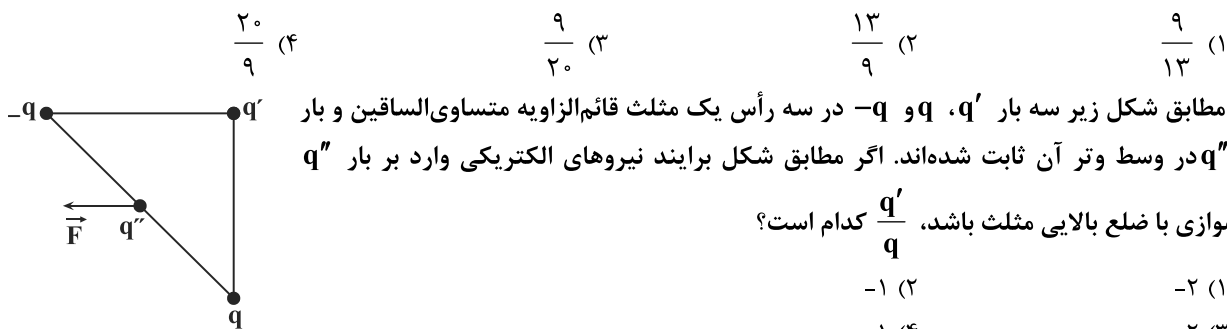 ۹/۱۳ (۱ ۱۳/۹ (۲ ۹/۲۰ (۳ ۲۰/۹ (۴
مطابق شکل زیر سه بار q′، q و −q در سه رأس یک مثلث قائم‌الزاویه متساوی‌الساقین و بار
q″ در وسط وتر آن ثابت شده‌اند. اگر مطابق شکل برایند نیروهای الکتریکی وارد بر بار q″
موازی با ضلع بالایی مثلث باشد، q′/q کدام است؟
−۲ (۱ −۱ (۲
−q
q′
q″
F
q